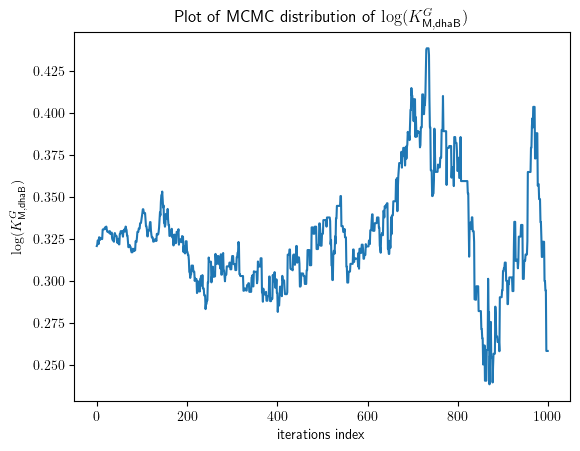 Plot of MCMC distribution of log(K^G_{M,dhaB})
log(K^G_{M,dhaB})
0.425
0.400
0.375
0.350
0.325
0.300
0.275
0.250
0 200 400 600 800 1000
iterations index